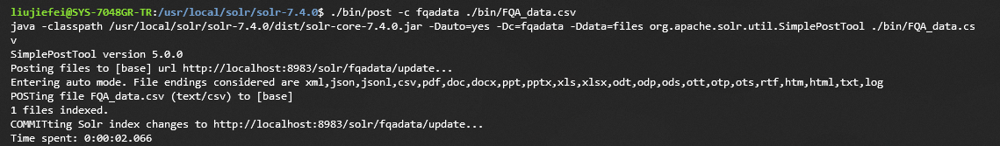 liujiefei@SYS-7048GR-TR:/usr/local/solr/solr-7.4.0$ ./bin/post -c fqadata ./bin/FQA_data.csv
java -classpath /usr/local/solr/solr-7.4.0/dist/solr-core-7.4.0.jar -Dauto=yes -Dc=fqadata -Ddata=files org.apache.solr.util.SimplePostTool ./bin/FQA_data.cs
v
SimplePostTool version 5.0.0
Posting files to [base] url http://localhost:8983/solr/fqadata/update...
Entering auto mode. File endings considered are xml,json,jsonl,csv,pdf,doc,docx,ppt,pptx,xls,xlsx,odt,odp,ods,ott,otp,ots,rtf,htm,html,txt,log
POSTing file FQA_data.csv (text/csv) to [base]
1 files indexed.
COMMITting Solr index changes to http://localhost:8983/solr/fqadata/update...
Time spent: 0:00:02.066